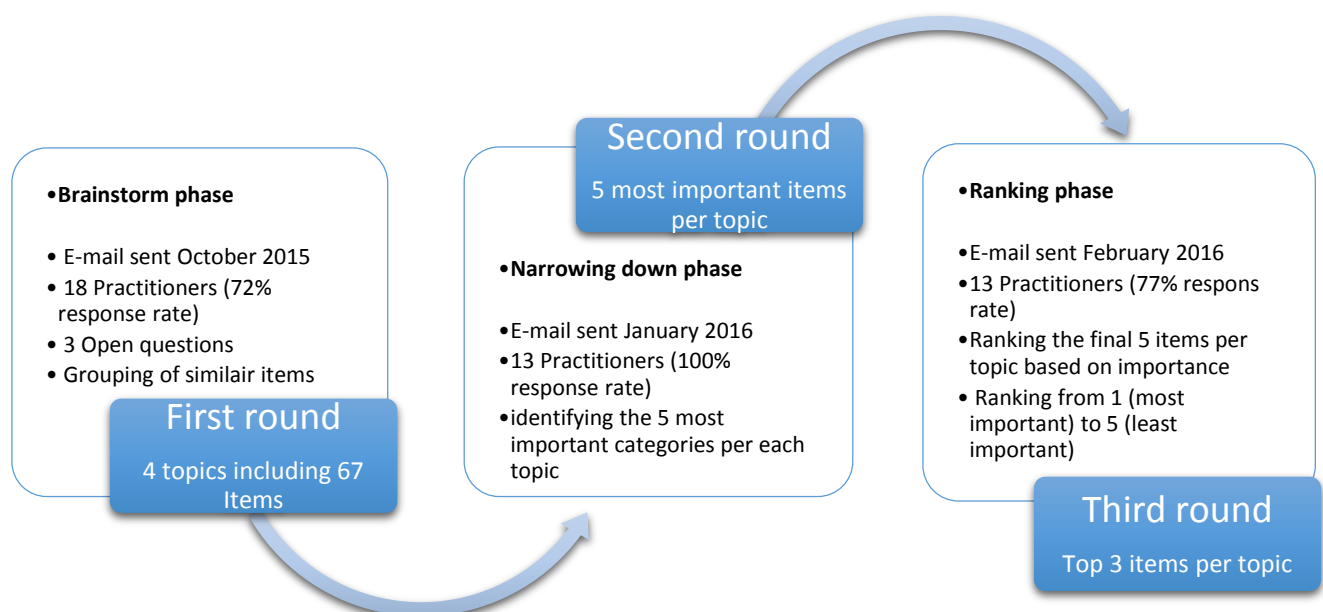 •Brainstorm phase
• E-mail sent October 2015
• 18 Practitioners (72%
response rate)
• 3 Open questions
• Grouping of similair items
First round
4 topics including 67
Items
Second round
5 most important items
per topic
•Narrowing down phase
•E-mail sent January 2016
•13 Practitioners (100%
response rate)
•identifying the 5 most
important categories per each
topic
•Ranking phase
•E-mail sent February 2016
•13 Practitioners (77% respons
rate)
•Ranking the final 5 items per
topic based on importance
• Ranking from 1 (most
important) to 5 (least
important)
Third round
Top 3 items per topic